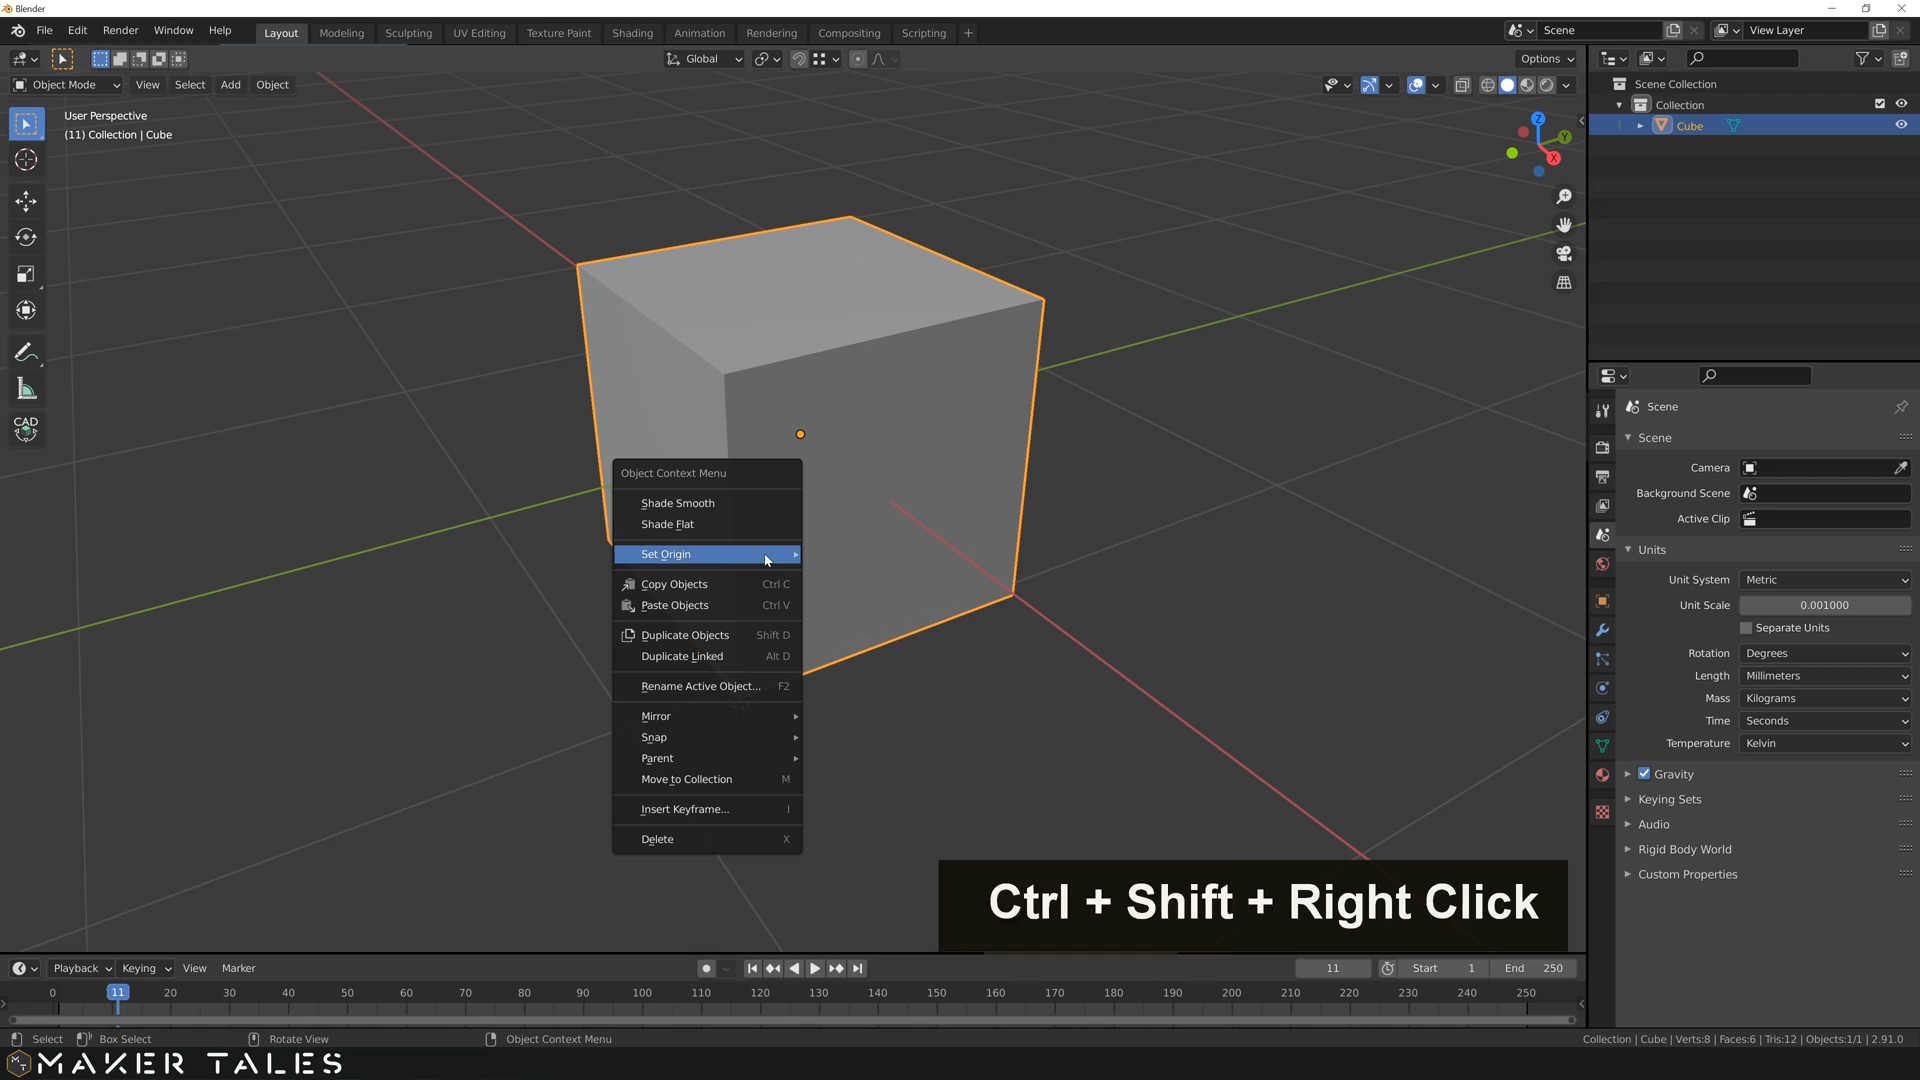 Blender
File Edit Render Window Help
Layout Modeling Sculpting UV Editing Texture Paint Shading Animation Rendering Compositing Scripting +
Scene
View Layer
Global
Options
Object Mode View Select Add Object
User Perspective
(11) Collection | Cube
CAD
Z
Y
X
Object Context Menu
Shade Smooth
Shade Flat
Set Origin
Copy Objects Ctrl C
Paste Objects Ctrl V
Duplicate Objects Shift D
Duplicate Linked Alt D
Rename Active Object... F2
Mirror
Snap
Parent
Move to Collection M
Insert Keyframe... I
Delete X
Ctrl + Shift + Right Click
Scene Collection
Collection
Cube
Scene
Scene
Camera
Background Scene
Active Clip
Units
Unit System Metric
Unit Scale 0.001000
Separate Units
Rotation Degrees
Length Millimeters
Mass Kilograms
Time Seconds
Temperature Kelvin
Gravity
Keying Sets
Audio
Rigid Body World
Custom Properties
Playback Keying View Marker
11 Start 1 End 250
0 11 20 30 40 50 60 70 80 90 100 110 120 130 140 150 160 170 180 190 200 210 220 230 240 250
Select Box Select Rotate View Object Context Menu
Collection | Cube | Verts:8 | Faces:6 | Tris:12 | Objects:1/1 | 2.91.0
MAKER TALES